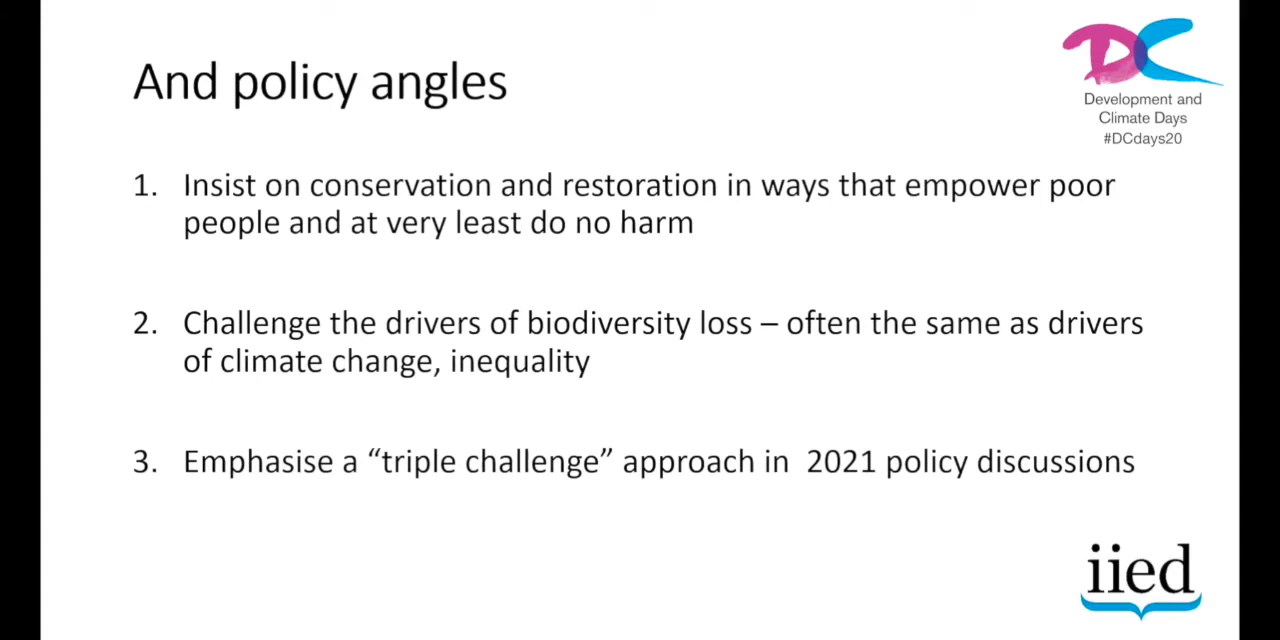 And policy angles
DC
Development and
Climate Days
#DCdays20
1. Insist on conservation and restoration in ways that empower poor
people and at very least do no harm
2. Challenge the drivers of biodiversity loss – often the same as drivers
of climate change, inequality
3. Emphasise a “triple challenge” approach in  2021 policy discussions
iied